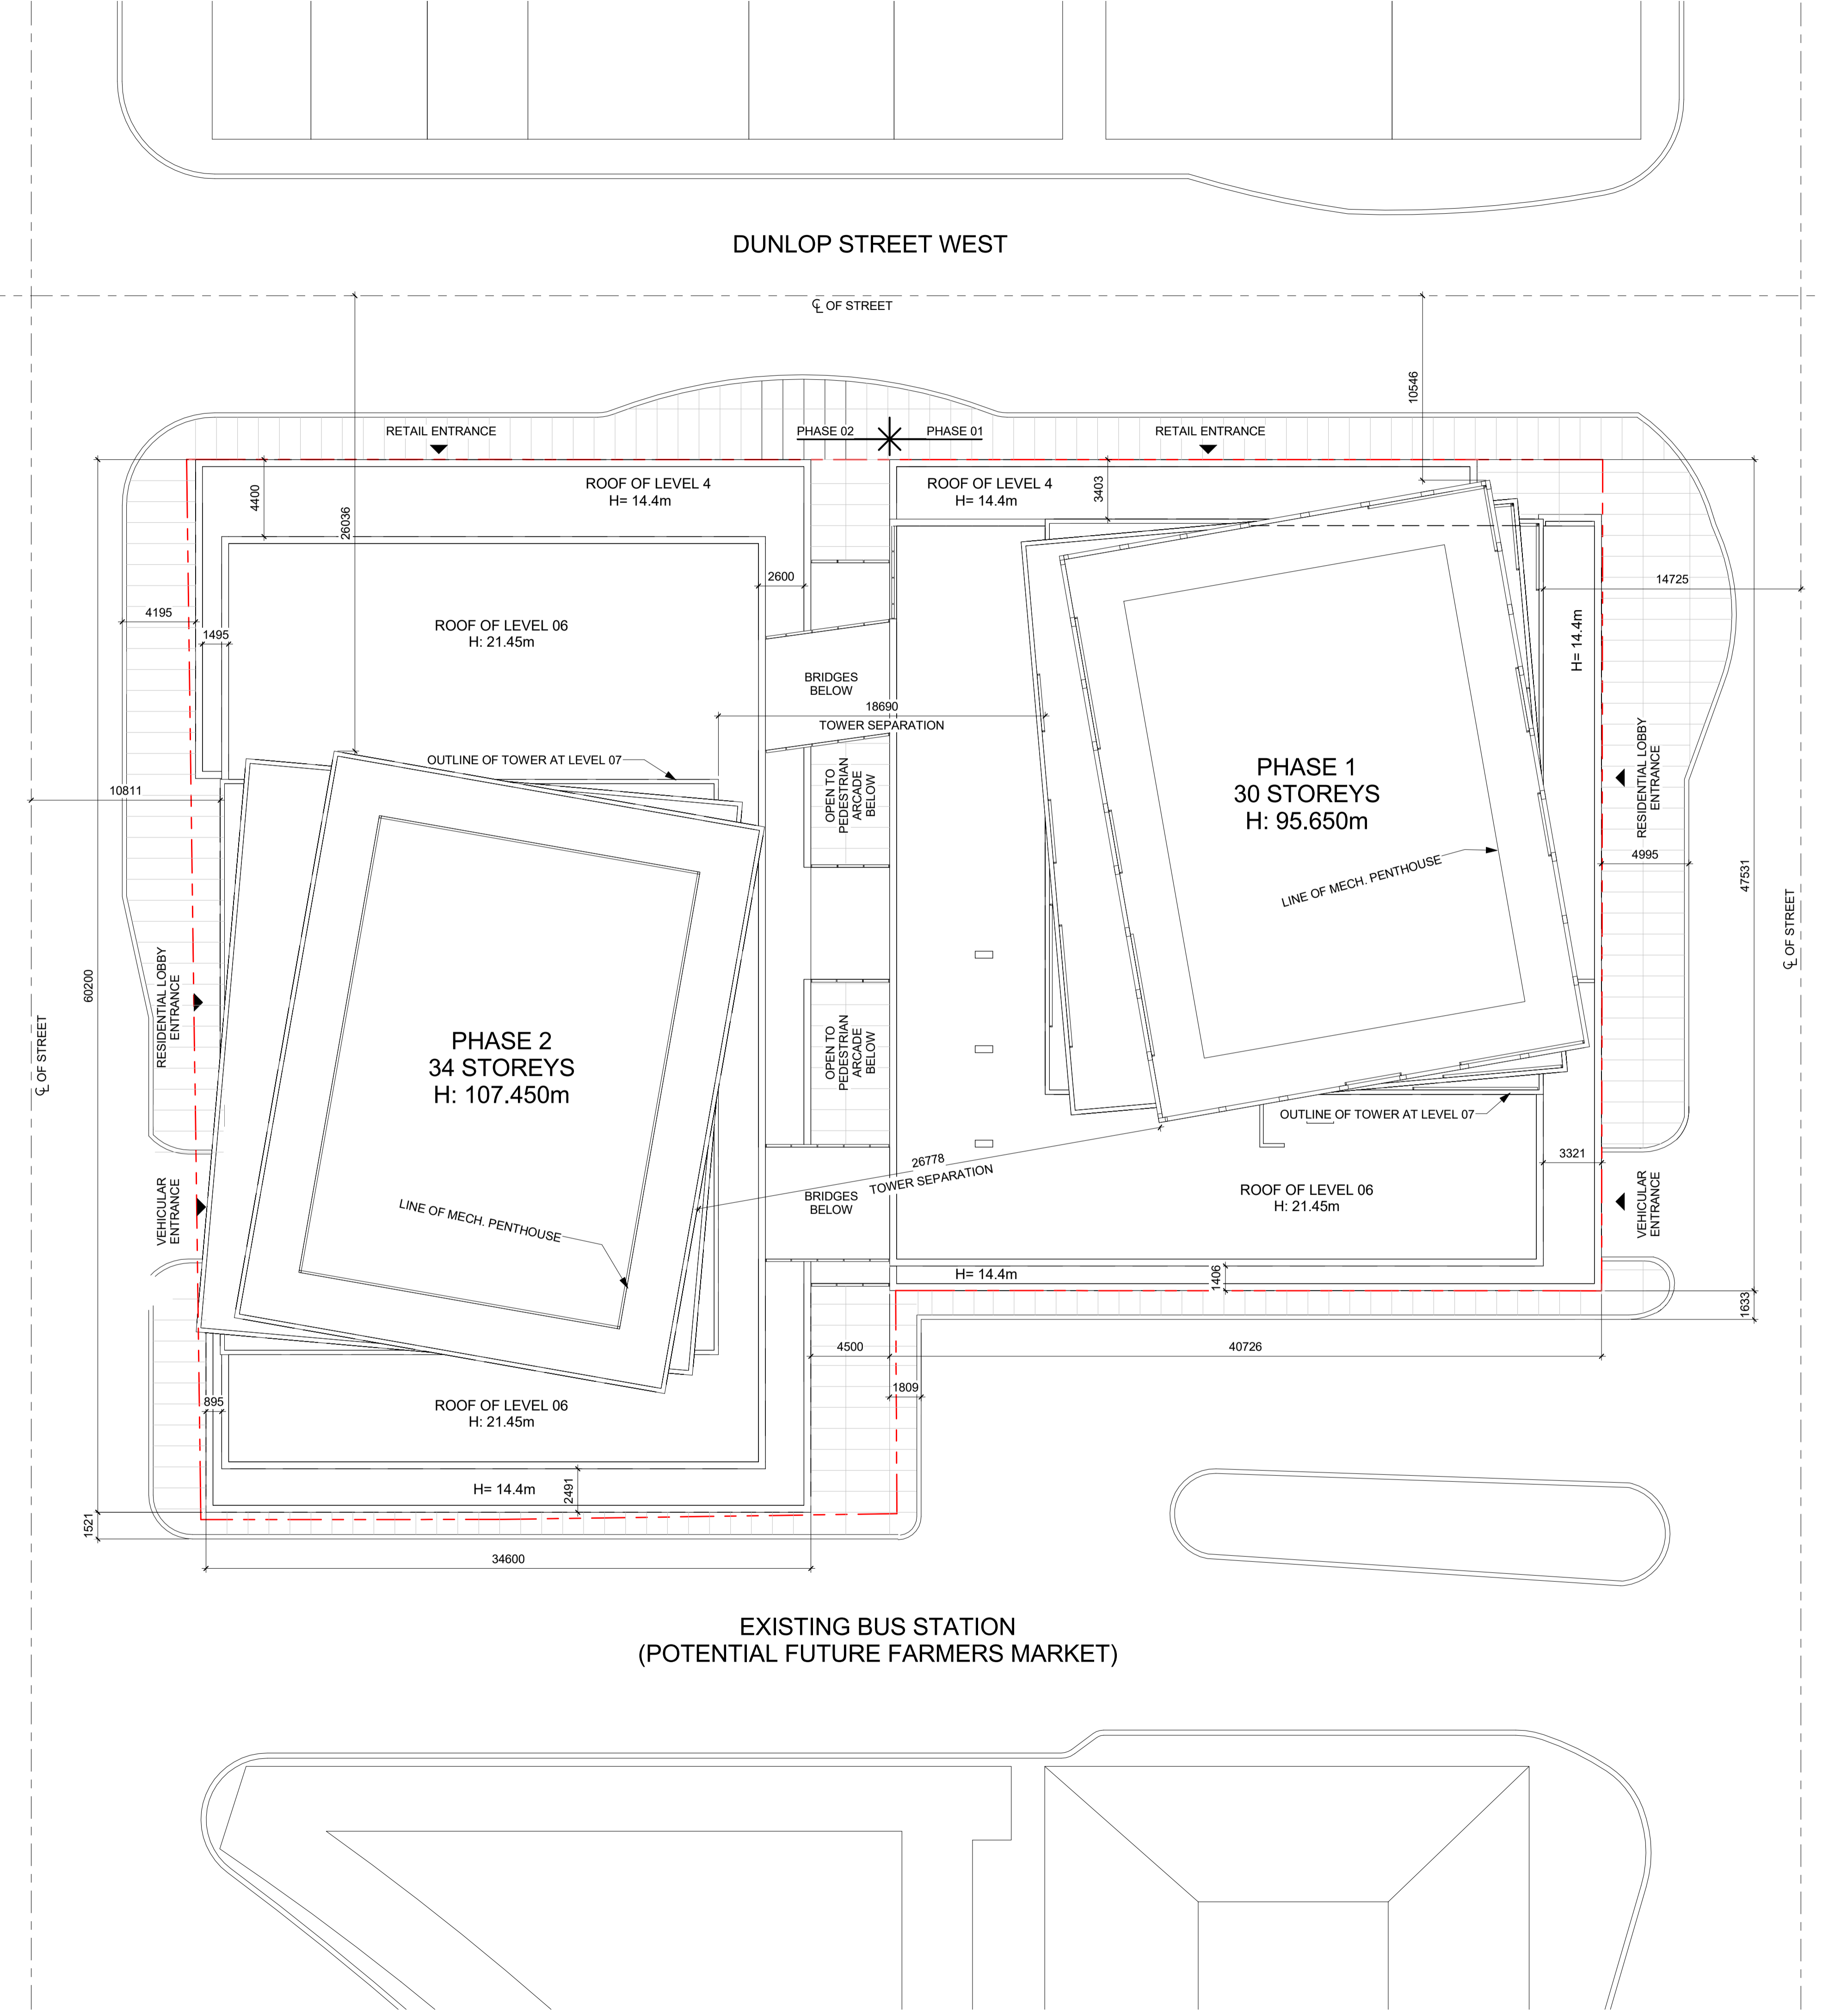 DUNLOP STREET WEST
℄ OF STREET
10546
RETAIL ENTRANCE
PHASE 02
PHASE 01
RETAIL ENTRANCE
ROOF OF LEVEL 4
H= 14.4m
ROOF OF LEVEL 4
H= 14.4m
4400
26036
3403
2600
14725
4195
1495
ROOF OF LEVEL 06
H: 21.45m
H= 14.4m
BRIDGES
BELOW
18690
TOWER SEPARATION
OUTLINE OF TOWER AT LEVEL 07
10811
OPEN TO
PEDESTRIAN
ARCADE
BELOW
PHASE 1
30 STOREYS
H: 95.650m
LINE OF MECH. PENTHOUSE
RESIDENTIAL LOBBY
ENTRANCE
4995
47531
℄ OF STREET
60200
RESIDENTIAL LOBBY
ENTRANCE
℄ OF STREET
PHASE 2
34 STOREYS
H: 107.450m
OPEN TO
PEDESTRIAN
ARCADE
BELOW
OUTLINE OF TOWER AT LEVEL 07
3321
26778
TOWER SEPARATION
BRIDGES
BELOW
VEHICULAR
ENTRANCE
LINE OF MECH. PENTHOUSE
ROOF OF LEVEL 06
H: 21.45m
VEHICULAR
ENTRANCE
H= 14.4m
1406
1633
4500
40726
1809
895
ROOF OF LEVEL 06
H: 21.45m
H= 14.4m
2491
1521
34600
EXISTING BUS STATION
(POTENTIAL FUTURE FARMERS MARKET)